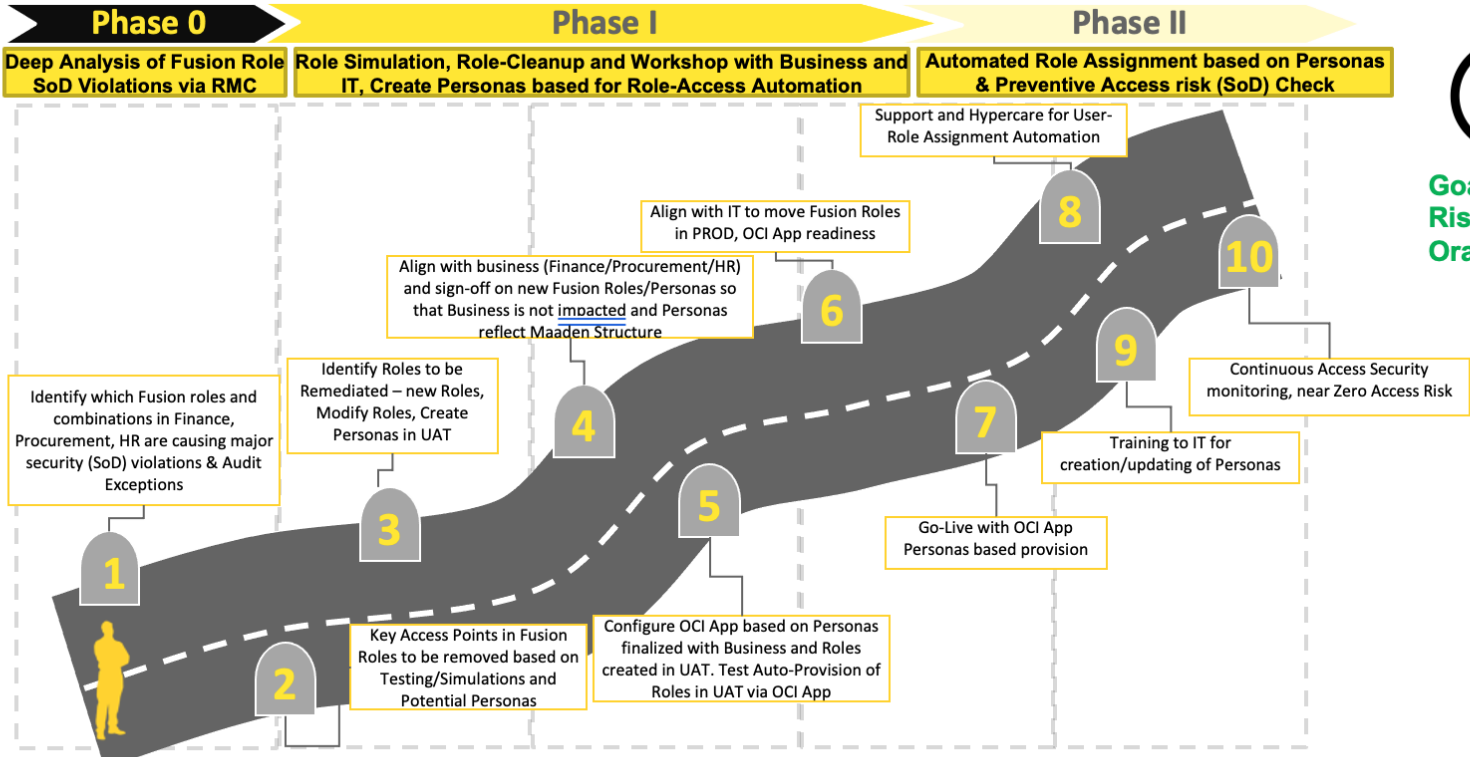 Phase 0
Phase I
Phase II
Deep Analysis of Fusion Role
SoD Violations via RMC
Role Simulation, Role-Cleanup and Workshop with Business and
IT, Create Personas based for Role-Access Automation
Automated Role Assignment based on Personas
& Preventive Access risk (SoD) Check
1
Identify which Fusion roles and
combinations in Finance,
Procurement, HR are causing major
security (SoD) violations & Audit
Exceptions
2
Key Access Points in Fusion
Roles to be removed based on
Testing/Simulations and
Potential Personas
3
Identify Roles to be
Remediated – new Roles,
Modify Roles, Create
Personas in UAT
4
Align with business (Finance/Procurement/HR)
and sign-off on new Fusion Roles/Personas so
that Business is not impacted and Personas
reflect Maaden Structure
5
Configure OCI App based on Personas
finalized with Business and Roles
created in UAT. Test Auto-Provision of
Roles in UAT via OCI App
6
Align with IT to move Fusion Roles
in PROD, OCI App readiness
7
Go-Live with OCI App
Personas based provision
8
Support and Hypercare for User-
Role Assignment Automation
9
Training to IT for
creation/updating of Personas
10
Continuous Access Security
monitoring, near Zero Access Risk
Goa
Ris
Ora